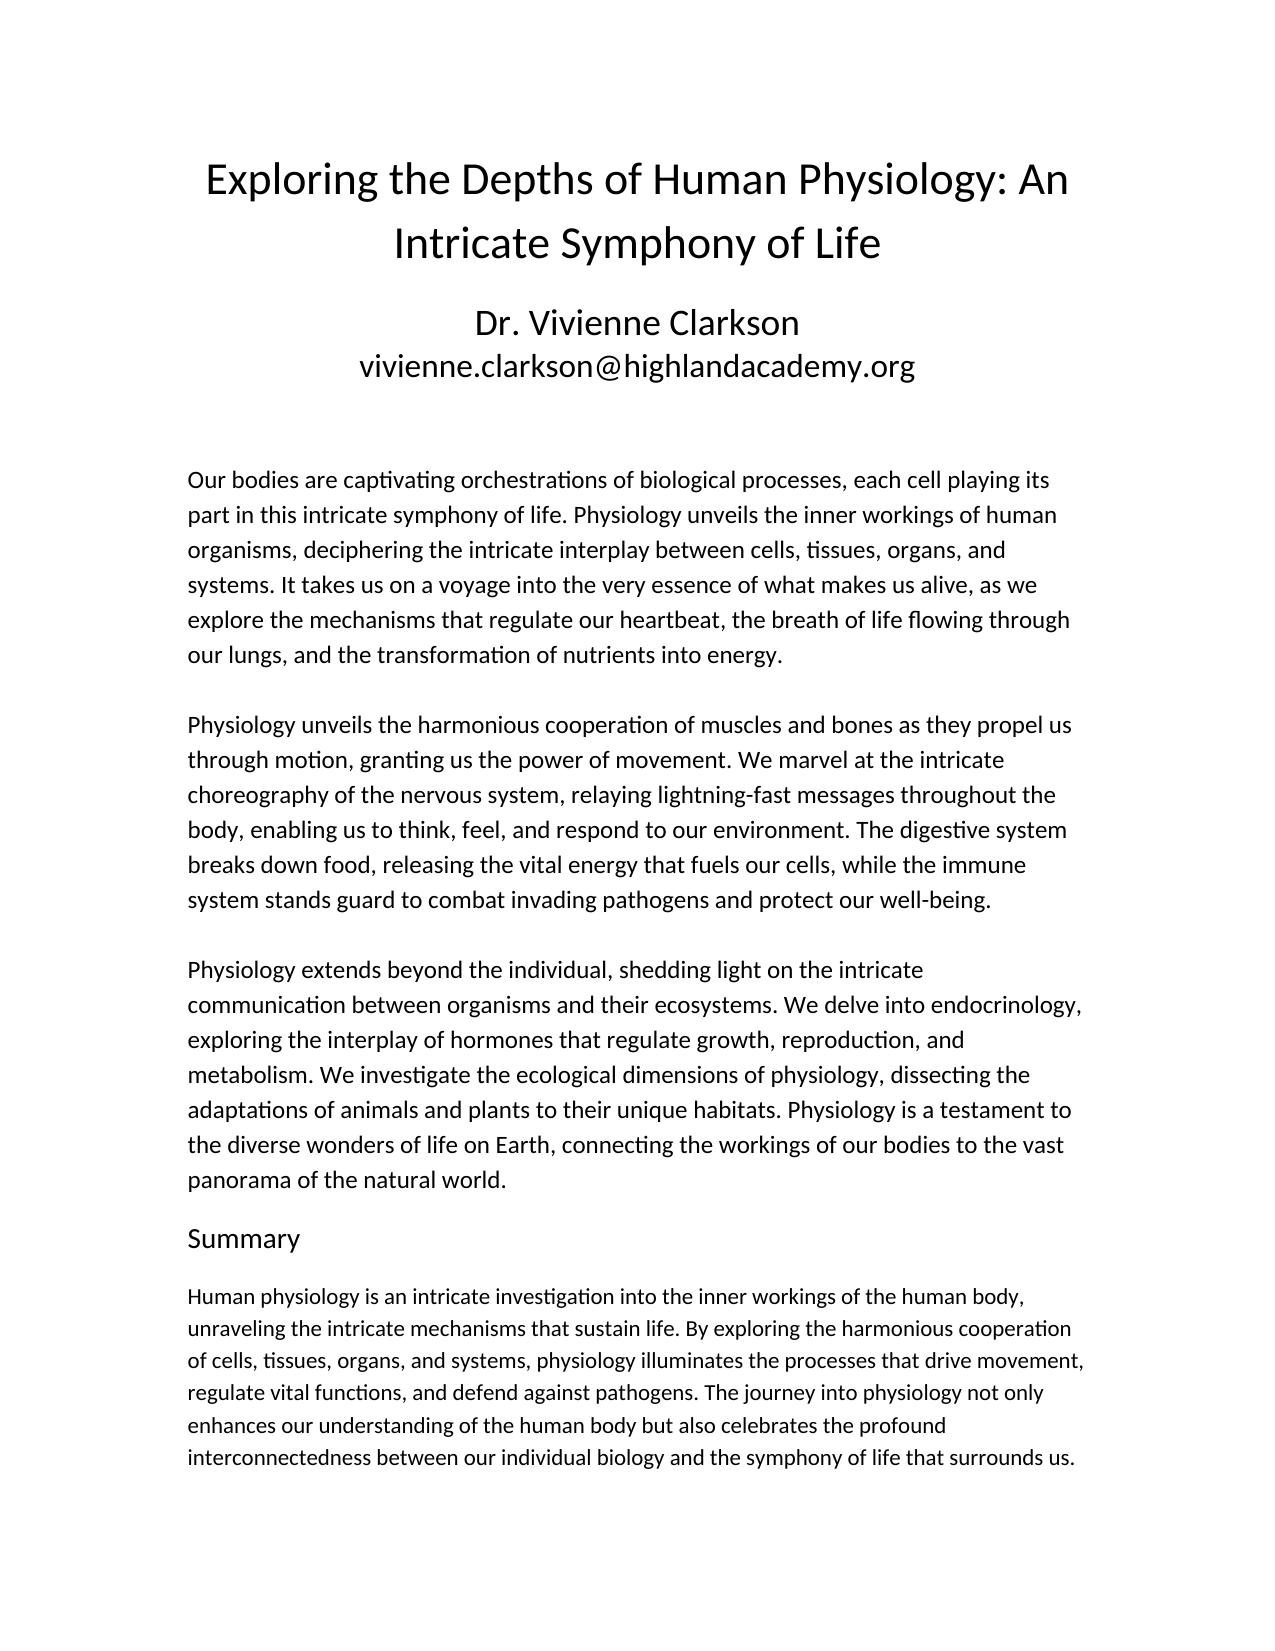 Exploring the Depths of Human Physiology: An
Intricate Symphony of Life
Dr. Vivienne Clarkson
vivienne.clarkson@highlandacademy.org
Our bodies are captivating orchestrations of biological processes, each cell playing its
part in this intricate symphony of life. Physiology unveils the inner workings of human
organisms, deciphering the intricate interplay between cells, tissues, organs, and
systems. It takes us on a voyage into the very essence of what makes us alive, as we
explore the mechanisms that regulate our heartbeat, the breath of life flowing through
our lungs, and the transformation of nutrients into energy.
Physiology unveils the harmonious cooperation of muscles and bones as they propel us
through motion, granting us the power of movement. We marvel at the intricate
choreography of the nervous system, relaying lightning-fast messages throughout the
body, enabling us to think, feel, and respond to our environment. The digestive system
breaks down food, releasing the vital energy that fuels our cells, while the immune
system stands guard to combat invading pathogens and protect our well-being.
Physiology extends beyond the individual, shedding light on the intricate
communication between organisms and their ecosystems. We delve into endocrinology,
exploring the interplay of hormones that regulate growth, reproduction, and
metabolism. We investigate the ecological dimensions of physiology, dissecting the
adaptations of animals and plants to their unique habitats. Physiology is a testament to
the diverse wonders of life on Earth, connecting the workings of our bodies to the vast
panorama of the natural world.
Summary
Human physiology is an intricate investigation into the inner workings of the human body,
unraveling the intricate mechanisms that sustain life. By exploring the harmonious cooperation
of cells, tissues, organs, and systems, physiology illuminates the processes that drive movement,
regulate vital functions, and defend against pathogens. The journey into physiology not only
enhances our understanding of the human body but also celebrates the profound
interconnectedness between our individual biology and the symphony of life that surrounds us.